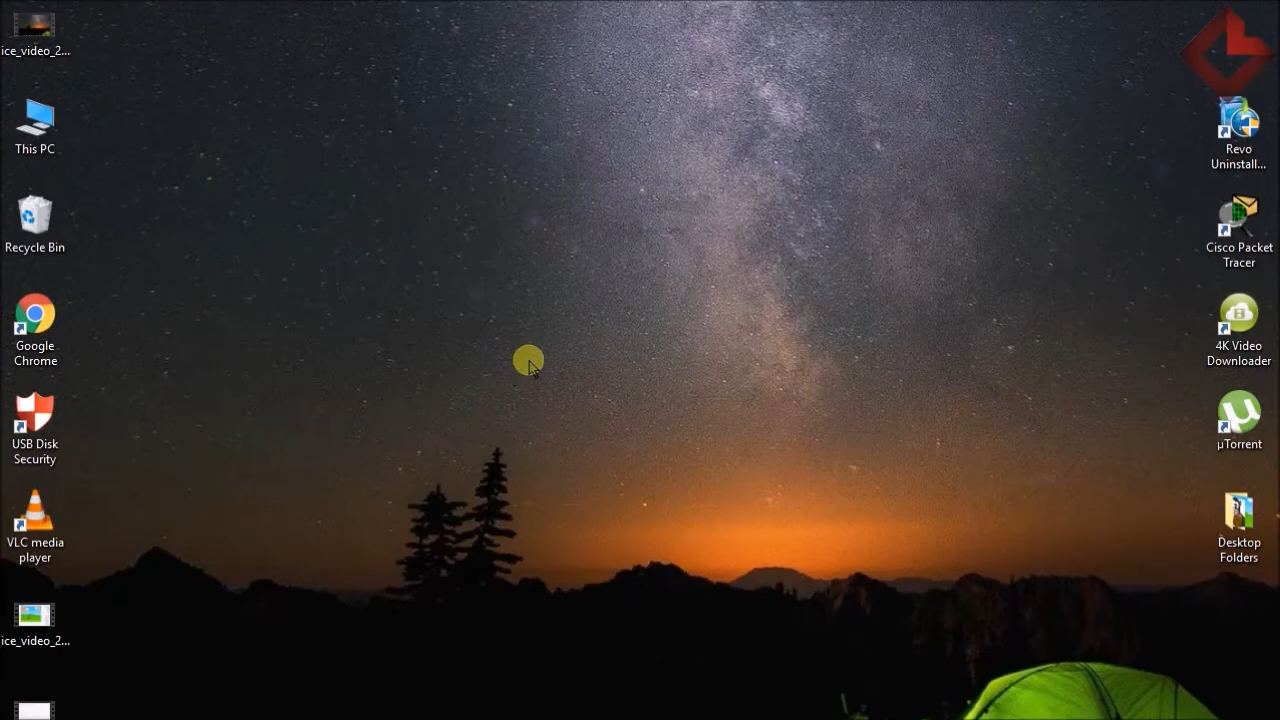 ice_video_2...
This PC
Recycle Bin
Google
Chrome
USB Disk
Security
VLC media
player
ice_video_2...
Revo
Uninstall...
Cisco Packet
Tracer
4K Video
Downloader
µTorrent
Desktop
Folders